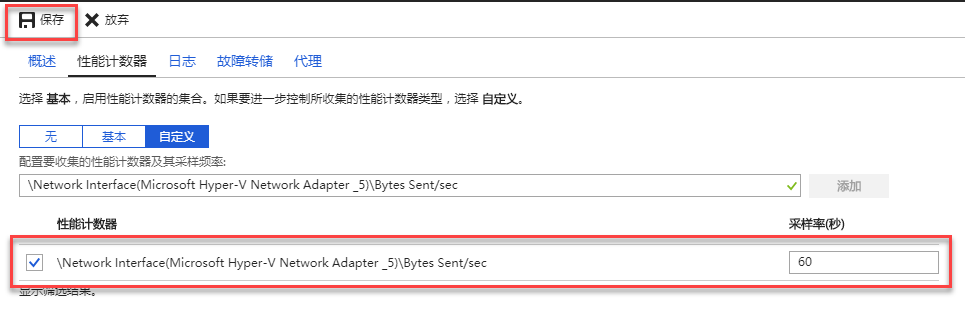 保存 放弃
概述 性能计数器 日志 故障转储 代理
选择 基本，启用性能计数器的集合。如果要进一步控制所收集的性能计数器类型，选择 自定义。
无 基本 自定义
配置要收集的性能计数器及其采样频率:
\Network Interface(Microsoft Hyper-V Network Adapter _5)\Bytes Sent/sec 添加
性能计数器 采样率(秒)
\Network Interface(Microsoft Hyper-V Network Adapter _5)\Bytes Sent/sec 60
显示筛选结果。